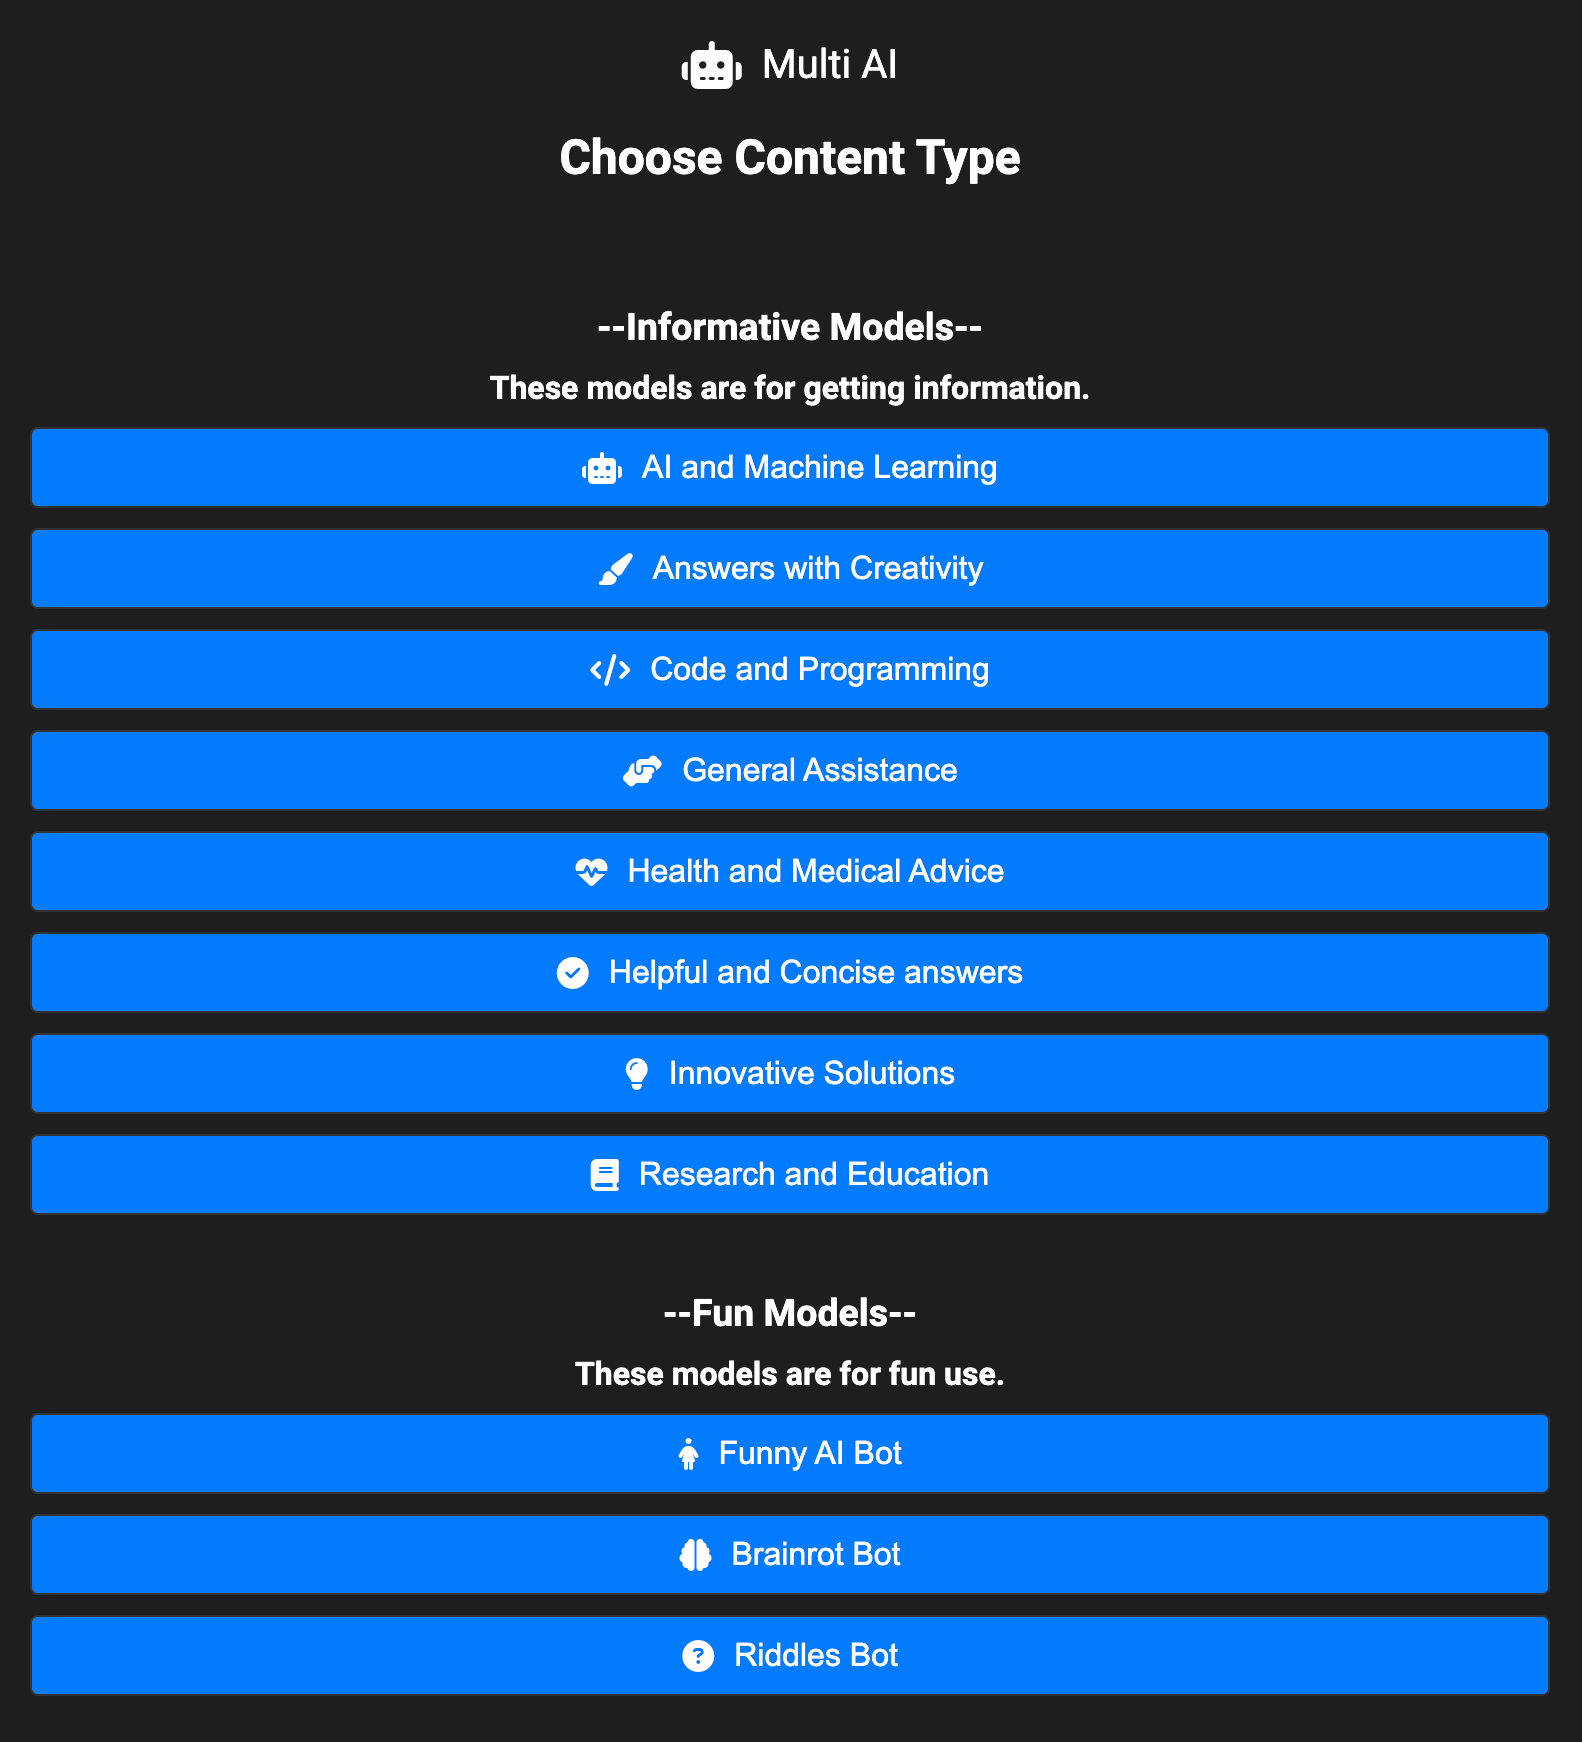 Multi AI
Choose Content Type
--Informative Models--
These models are for getting information.
AI and Machine Learning
Answers with Creativity
Code and Programming
General Assistance
Health and Medical Advice
Helpful and Concise answers
Innovative Solutions
Research and Education
--Fun Models--
These models are for fun use.
Funny AI Bot
Brainrot Bot
Riddles Bot